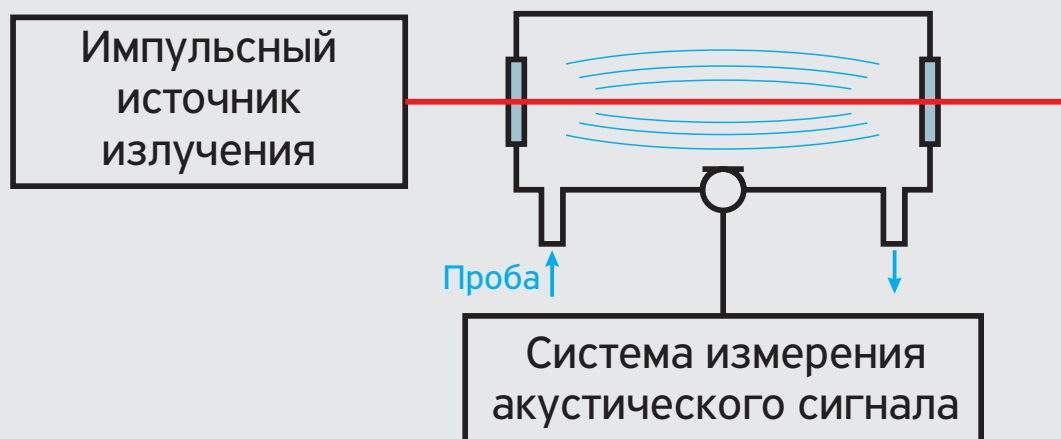 Импульсный
источник
излучения
Проба
Система измерения
акустического сигнала